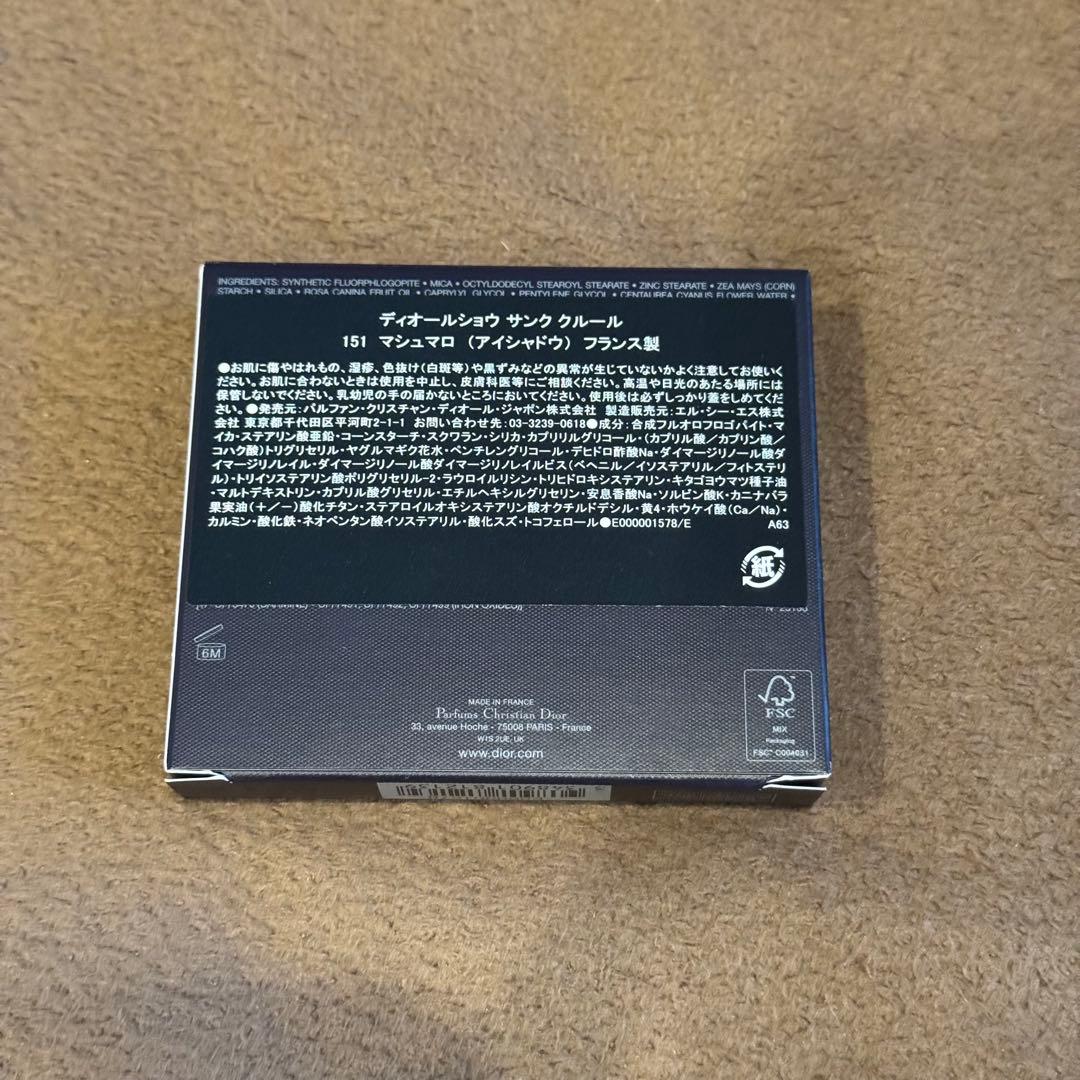 INGREDIENTS: SYNTHETIC FLUORPHLOGOPITE • MICA • OCTYLDODECYL STEAROYL STEARATE • ZINC STEARATE • ZEA MAYS (CORN)
STARCH • SILICA • ROSA CANINA FRUIT OIL • CAPRYLYL GLYCOL • PENTYLENE GLYCOL • CENTAUREA CYANUS FLOWER WATER •
ディオールショウ サンク クルール
151 マシュマロ (アイシャドウ) フランス製
●お肌に傷やはれもの、湿疹、色抜け(白斑等)や黒ずみなどの異常が生じていないかよく注意してお使いく
ださい。お肌に合わないときは使用を中止し、皮膚科医等にご相談ください。高温や日光のあたる場所には
保管しないでください。乳幼児の手の届かないところにおいてください。使用後は必ずしっかり蓋をしめてくだ
さい。●発売元:パルファン・クリスチャン・ディオール・ジャポン株式会社 製造販売元:エル・シー・エス株式
会社 東京都千代田区平河町2-1-1 お問い合わせ先:03-3239-0618●成分:合成フルオロフロゴパイト・マ
イカ・ステアリン酸亜鉛・コーンスターチ・スクワラン・シリカ・カプリリルグリコール・(カプリル酸/カプリン酸/
コハク酸)トリグリセリル・ヤグルマギク花水・ペンチレングリコール・デヒドロ酢酸Na・ダイマージリノール酸ダ
イマージリノレイル・ダイマージリノール酸ダイマージリノレイルビス(ベヘニル/イソステアリル/フィトステリ
ル)・トリイソステアリン酸ポリグリセリル-2・ラウロイルリシン・トリヒドロキシステアリン・キタゴヨウマツ種子油
・マルトデキストリン・カプリル酸グリセリル・エチルヘキシルグリセリン・安息香酸Na・ソルビン酸K・カニナバラ
果実油(+/-)酸化チタン・ステアロイルオキシステアリン酸オクチルドデシル・黄4・ホウケイ酸(Ca/Na)・
カルミン・酸化鉄・ネオペンタン酸イソステアリル・酸化スズ・トコフェロール●E000001578/E A63
紙
6M
MADE IN FRANCE
Parfums Christian Dior
33, avenue Hoche - 75008 PARIS - France
W1S 2UE, UK
www.dior.com
FSC
MIX
Packaging
FSC™ C004631